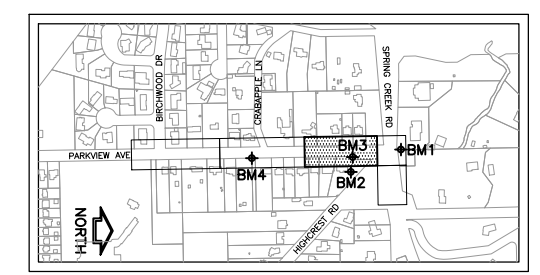 BIRCHWOOD DR
CRABAPPLE LN
SPRING CREEK RD
PARKVIEW AVE
BM3
BM1
BM4
BM2
NORTH
HIGHCREST RD